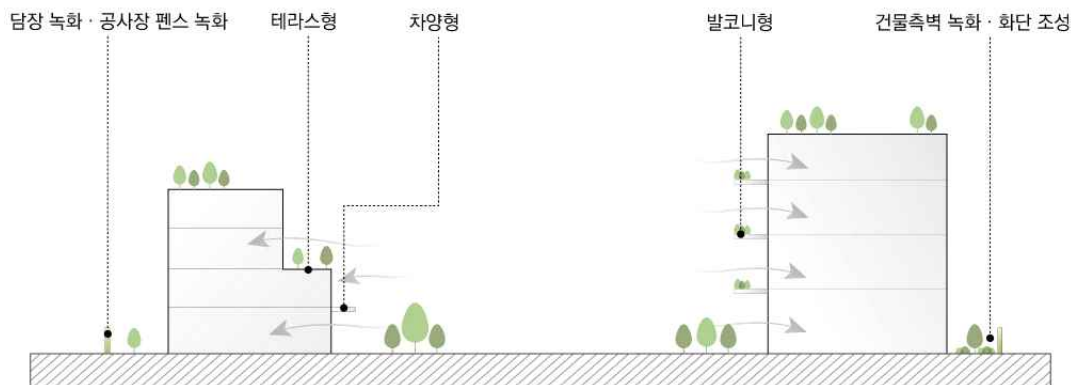 담장 녹화 · 공사장 펜스 녹화 테라스형 차양형 발코니형 건물측벽 녹화 · 화단 조성